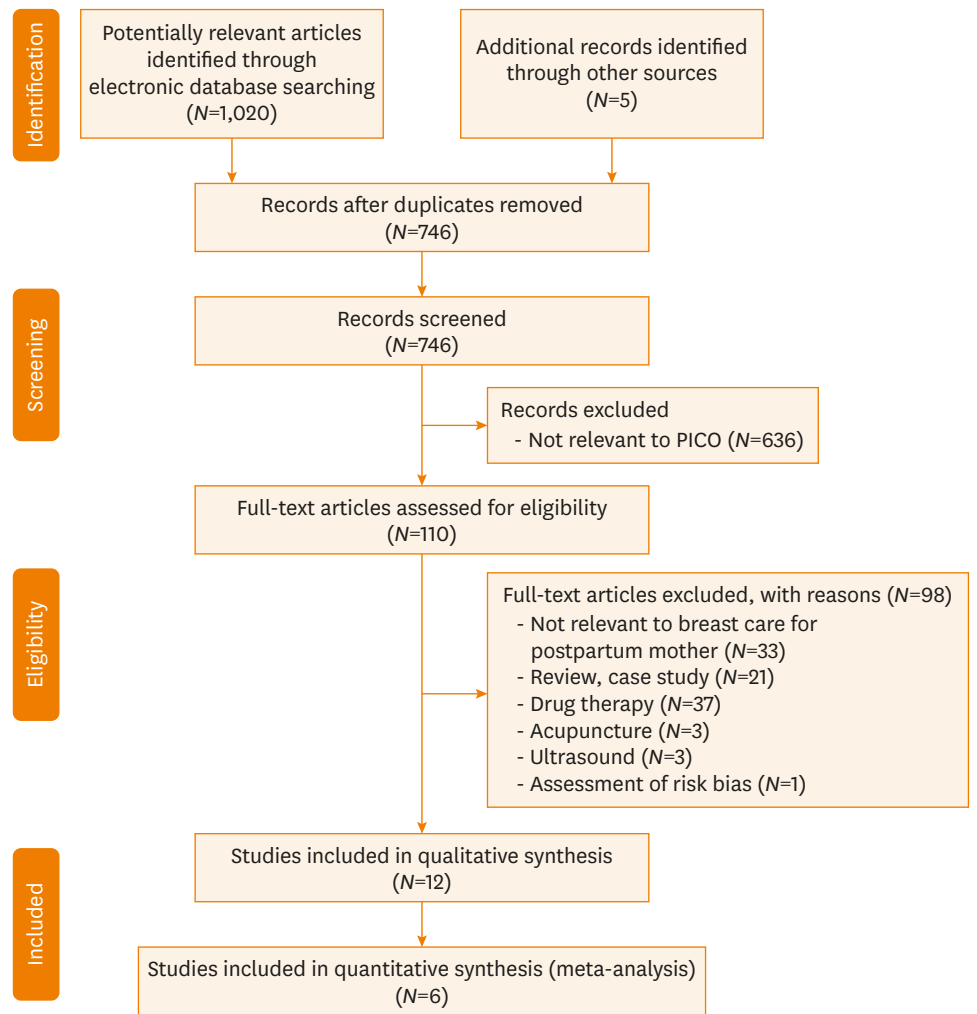 Identification
Potentially relevant articles
identified through
electronic database searching
(N=1,020)
Additional records identified
through other sources
(N=5)
Records after duplicates removed
(N=746)
Screening
Records screened
(N=746)
Records excluded
- Not relevant to PICO (N=636)
Full-text articles assessed for eligibility
(N=110)
Eligibility
Full-text articles excluded, with reasons (N=98)
- Not relevant to breast care for
postpartum mother (N=33)
- Review, case study (N=21)
- Drug therapy (N=37)
- Acupuncture (N=3)
- Ultrasound (N=3)
- Assessment of risk bias (N=1)
Included
Studies included in qualitative synthesis
(N=12)
Studies included in quantitative synthesis (meta-analysis)
(N=6)